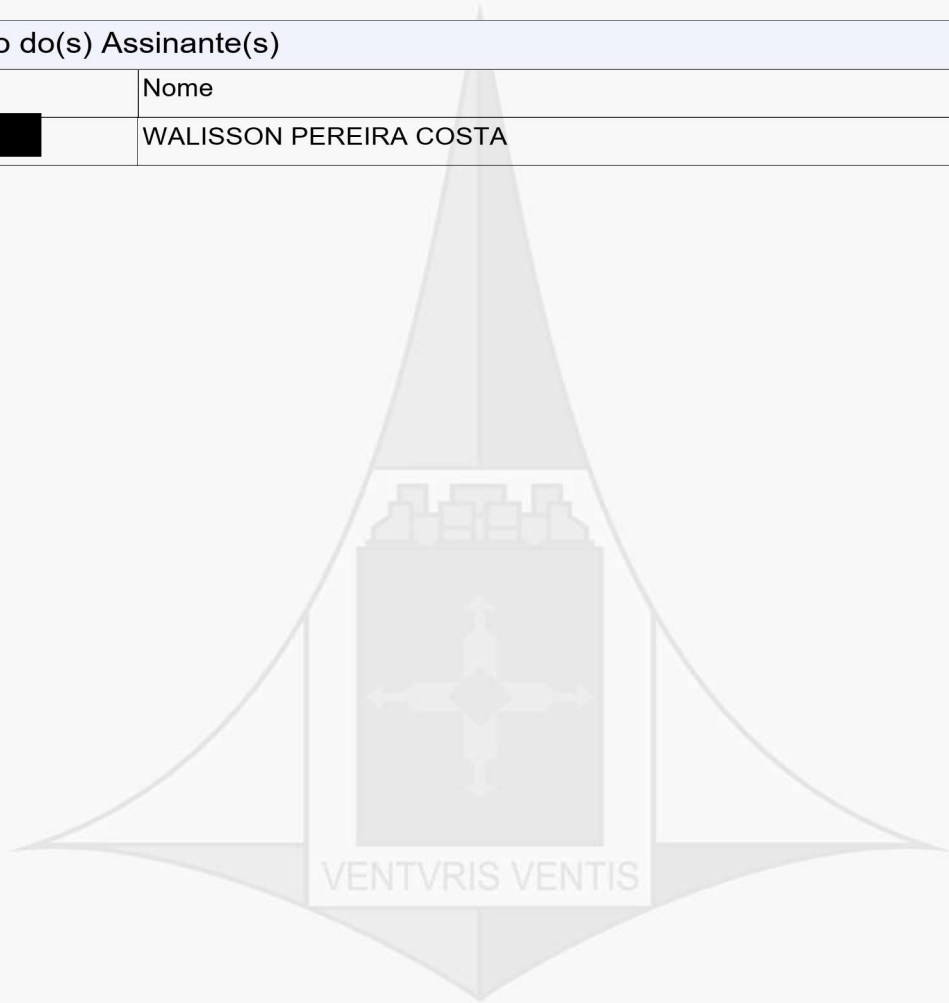 o do(s) Assinante(s)
Nome
WALISSON PEREIRA COSTA
VENTVRIS VENTIS